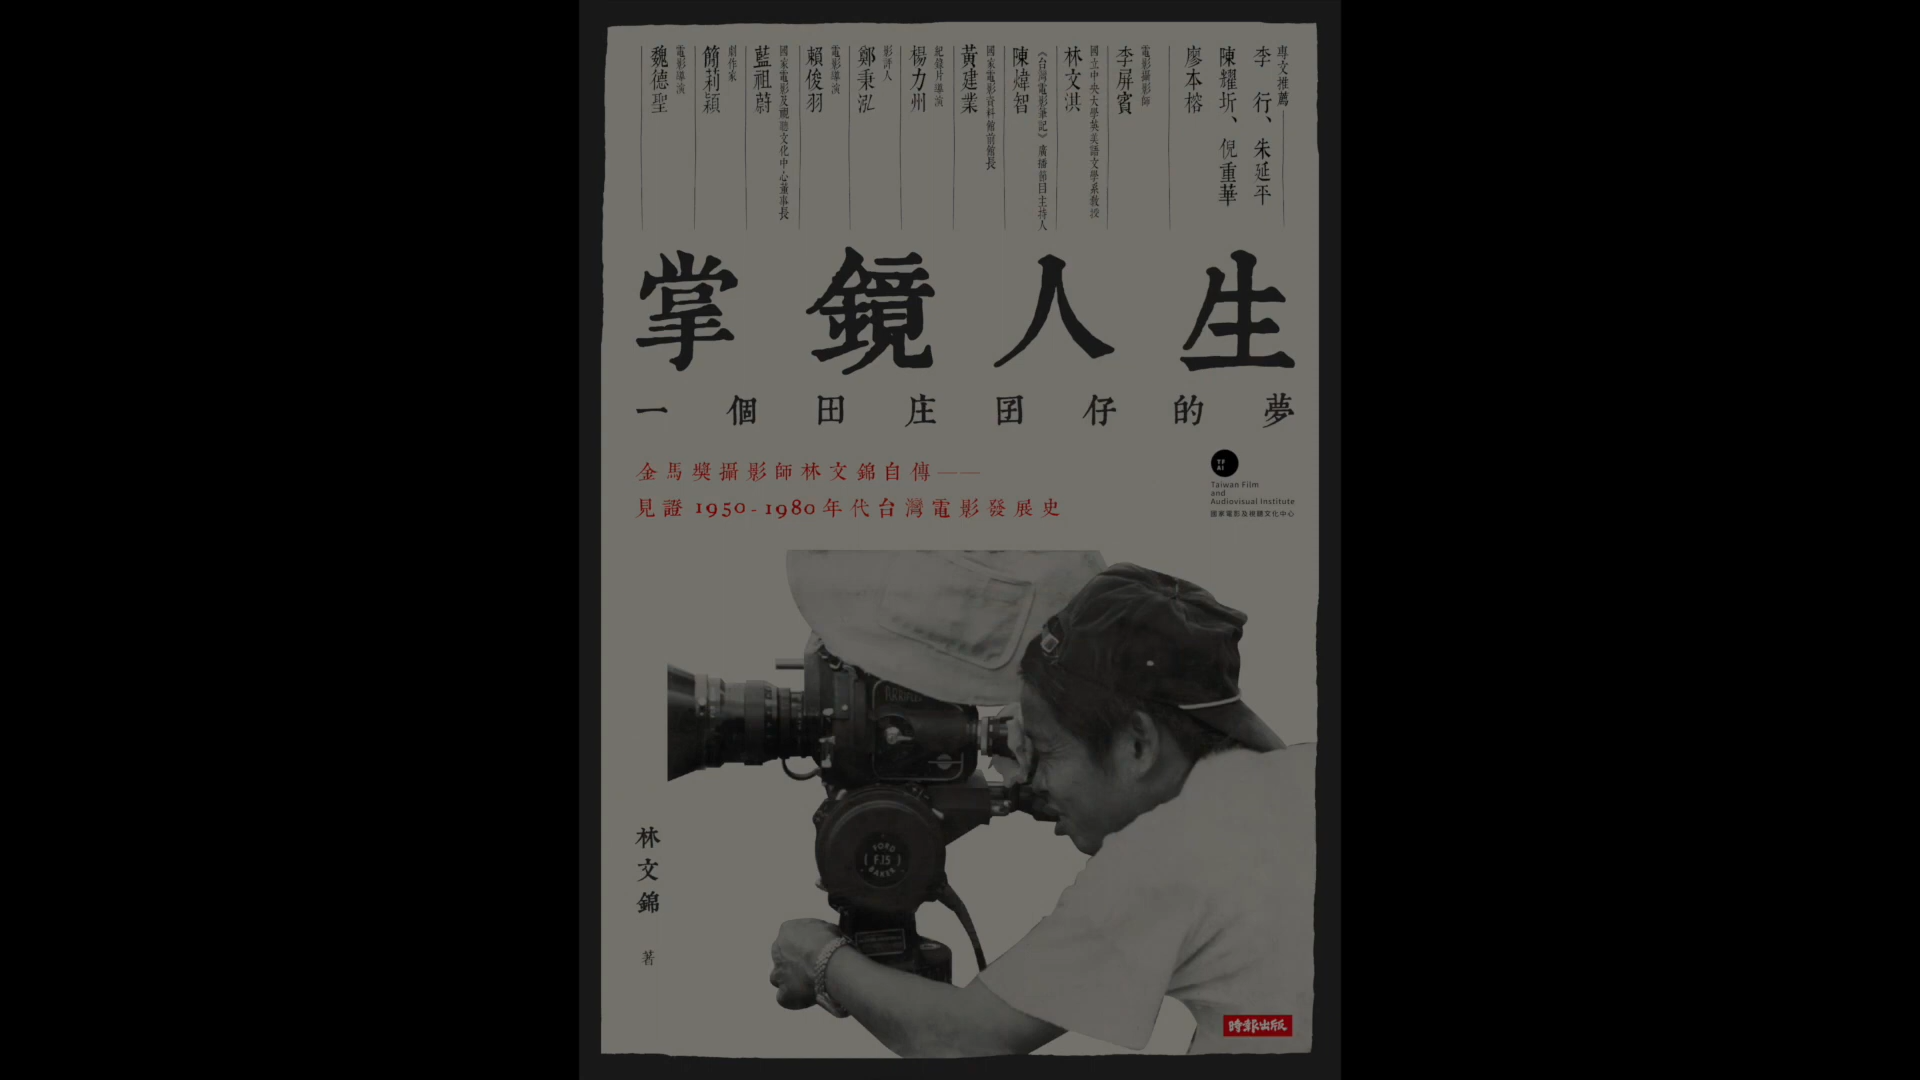 專文推薦
李　行、朱延平
陳耀圻、倪重華
廖本榕
電影攝影師
李屏賓
國立中央大學英美語文學系教授
林文淇
《台灣電影筆記》廣播節目主持人
陳煒智
國家電影資料館前館長
黃建業
紀錄片導演
楊力州
影評人
鄭秉泓
電影導演
賴俊羽
國家電影及視聽文化中心董事長
藍祖蔚
劇作家
簡莉穎
電影導演
魏德聖
掌鏡人生
一個田庄囝仔的夢
金馬獎攝影師林文錦自傳——
見證1950-1980年代台灣電影發展史
TF
AI
Taiwan Film
and
Audiovisual Institute
國家電影及視聽文化中心
ARRIFLEX
FORD
( FJ5 )
BAKER
林文錦　著
時報出版